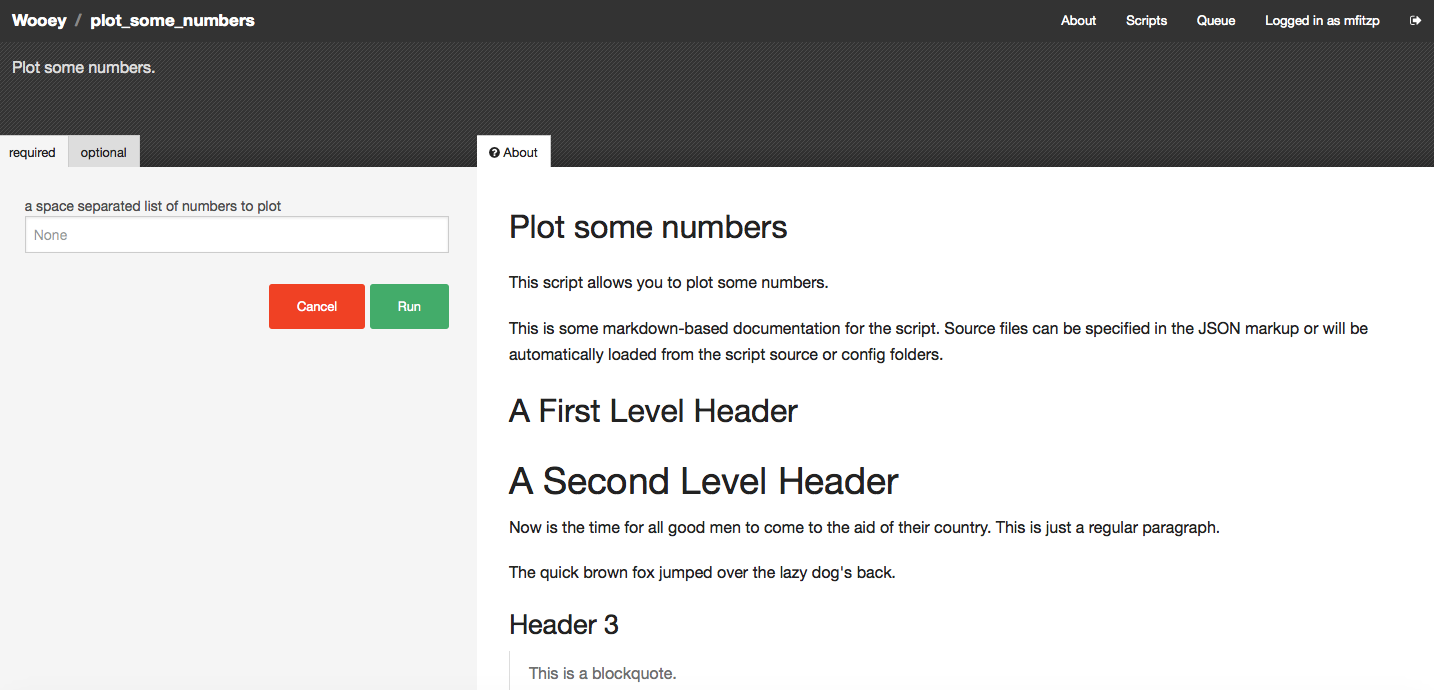 Wooey / plot_some_numbers
About Scripts Queue Logged in as mfitzp
Plot some numbers.
required optional
About
a space separated list of numbers to plot
None
Cancel Run
Plot some numbers
This script allows you to plot some numbers.
This is some markdown-based documentation for the script. Source files can be specified in the JSON markup or will be
automatically loaded from the script source or config folders.
A First Level Header
A Second Level Header
Now is the time for all good men to come to the aid of their country. This is just a regular paragraph.
The quick brown fox jumped over the lazy dog's back.
Header 3
This is a blockquote.